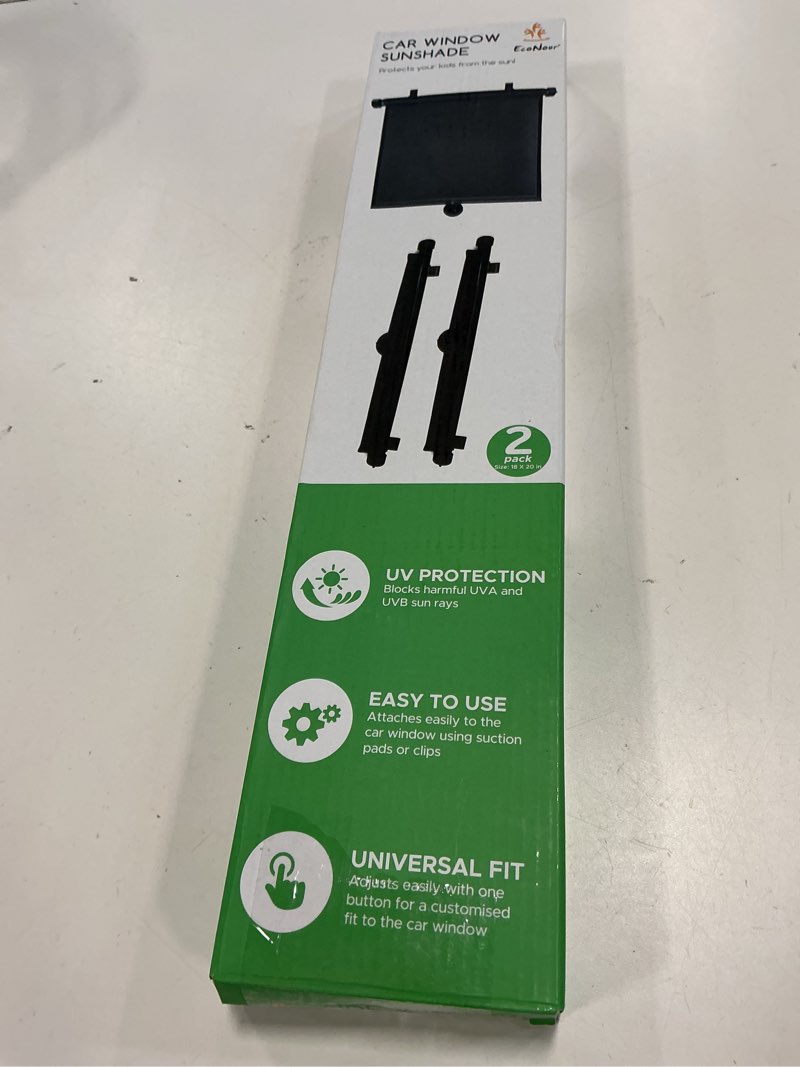 CAR WINDOW
SUNSHADE
EcoNour
Protects your kids from the sun!
2
pack
Size: 18 X 20 in
UV PROTECTION
Blocks harmful UVA and
UVB sun rays
EASY TO USE
Attaches easily to the
car window using suction
pads or clips
UNIVERSAL FIT
Adjusts easily with one
button for a customised
fit to the car window